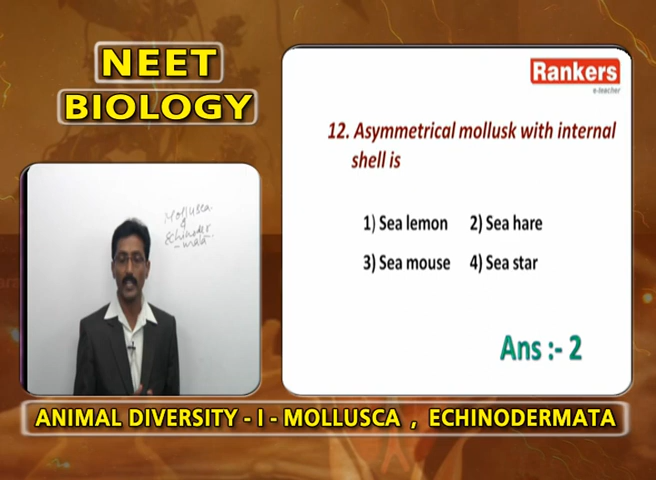 NEET
BIOLOGY
Rankers
e-teacher
12. Asymmetrical mollusk with internal
shell is
1) Sea lemon 2) Sea hare
3) Sea mouse 4) Sea star
Ans :- 2
Mollusca
&
Echinoder
-mata
ANIMAL DIVERSITY - I - MOLLUSCA , ECHINODERMATA